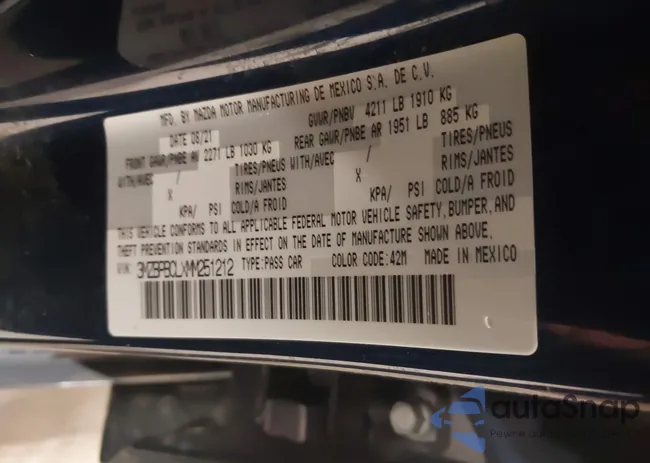 MFD. BY MAZDA MOTOR MANUFACTURING DE MEXICO S.A. DE C.V.
DATE 08/21 GVWR/PNBV 4211 LB 1910 KG
FRONT GAWR/PNBE AV 2271 LB 1030 KG REAR GAWR/PNBE AR 1951 LB 885 KG
WITH/AVEC / TIRES/PNEUS WITH/AVEC / TIRES/PNEUS
X RIMS/JANTES X RIMS/JANTES
KPA/ PSI COLD/A FROID KPA/ PSI COLD/A FROID
THIS VEHICLE CONFORMS TO ALL APPLICABLE FEDERAL MOTOR VEHICLE SAFETY, BUMPER, AND
THEFT PREVENTION STANDARDS IN EFFECT ON THE DATE OF MANUFACTURE SHOWN ABOVE.
VIN: 3MZBPBCLXMM251212 TYPE:PASS CAR COLOR CODE:42M MADE IN MEXICO
autoSnap